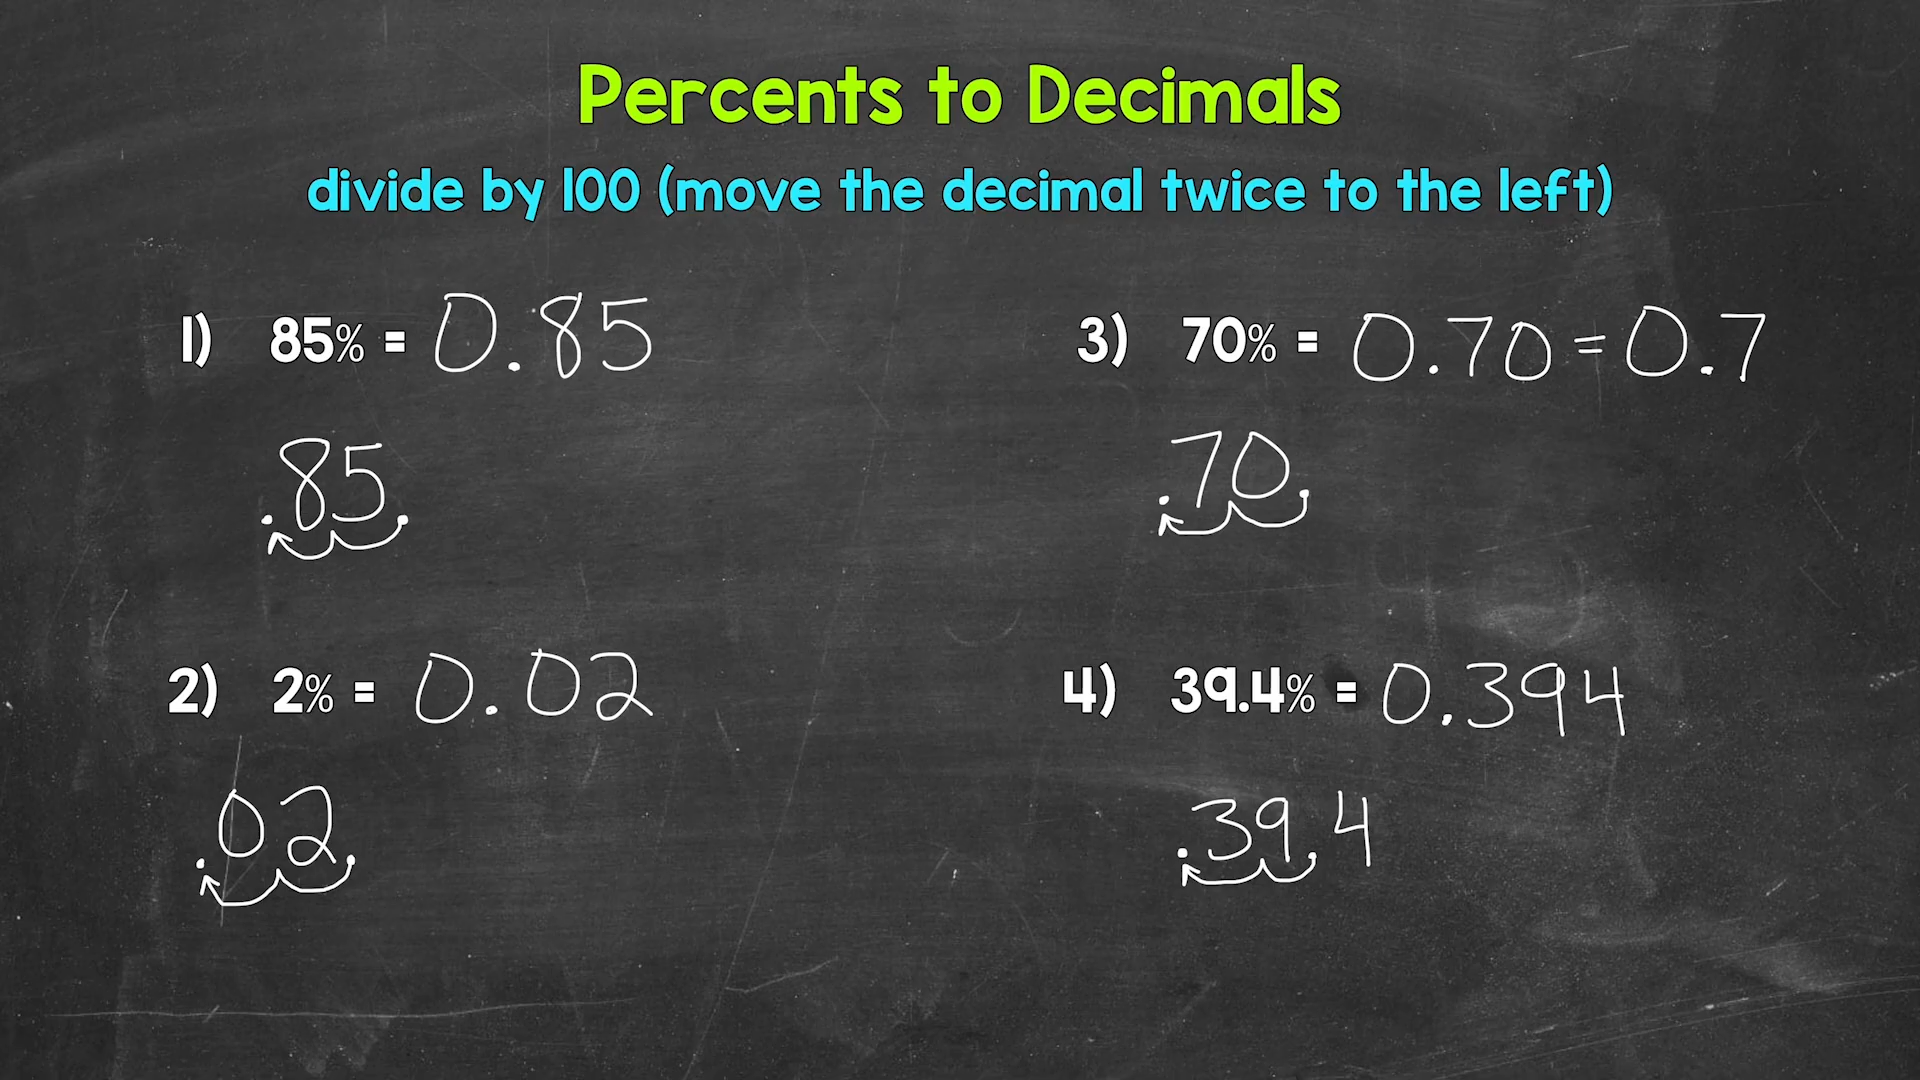 Percents to Decimals
divide by 100 (move the decimal twice to the left)
1) 85% = 0.85
.85.
2) 2% = 0.02
.02.
3) 70% = 0.70 = 0.7
.70.
4) 39.4% = 0.394
.39.4